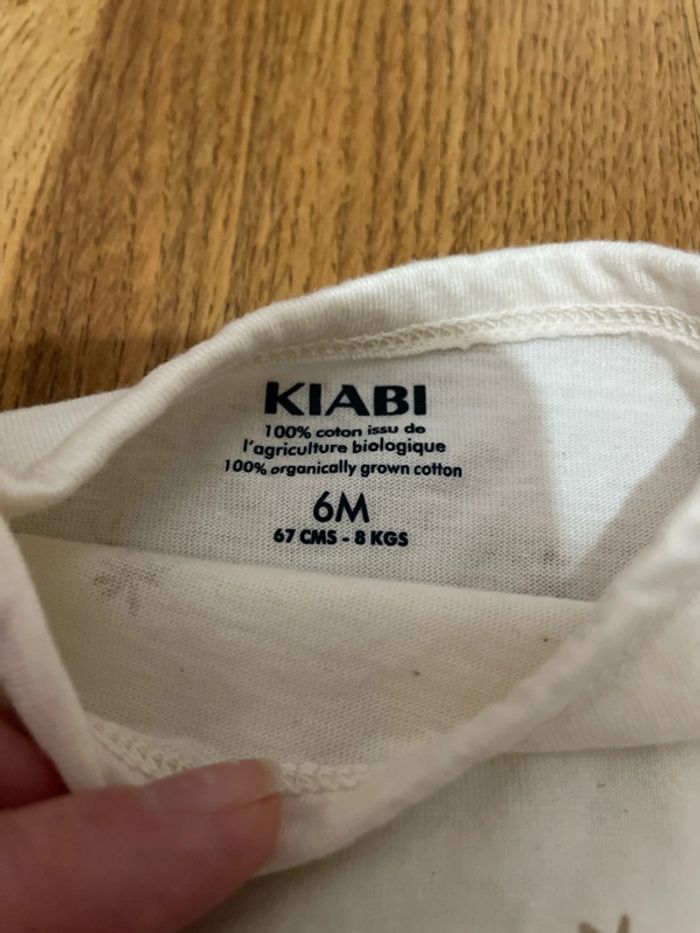 KIABI
100% coton issu de
l'agriculture biologique
100% organically grown cotton
6M
67 CMS - 8 KGS